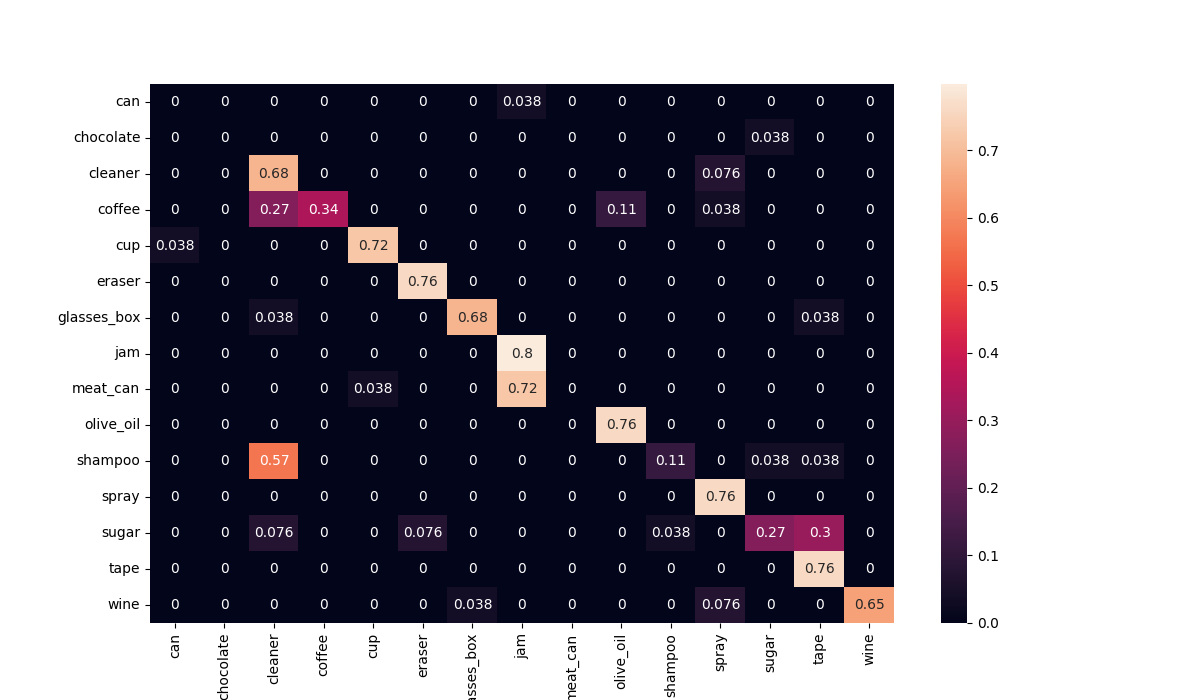 can 0 0 0 0 0 0 0 0.038 0 0 0 0 0 0 0
chocolate 0 0 0 0 0 0 0 0 0 0 0 0 0.038 0 0
cleaner 0 0 0.68 0 0 0 0 0 0 0 0 0.076 0 0 0
coffee 0 0 0.27 0.34 0 0 0 0 0 0.11 0 0.038 0 0 0
cup 0.038 0 0 0 0.72 0 0 0 0 0 0 0 0 0 0
eraser 0 0 0 0 0 0.76 0 0 0 0 0 0 0 0 0
glasses_box 0 0 0.038 0 0 0 0.68 0 0 0 0 0 0 0.038 0
jam 0 0 0 0 0 0 0 0.8 0 0 0 0 0 0 0
meat_can 0 0 0 0 0.038 0 0 0.72 0 0 0 0 0 0 0
olive_oil 0 0 0 0 0 0 0 0 0 0.76 0 0 0 0 0
shampoo 0 0 0.57 0 0 0 0 0 0 0 0.11 0 0.038 0.038 0
spray 0 0 0 0 0 0 0 0 0 0 0 0.76 0 0 0
sugar 0 0 0.076 0 0 0.076 0 0 0 0 0.038 0 0.27 0.3 0
tape 0 0 0 0 0 0 0 0 0 0 0 0 0 0.76 0
wine 0 0 0 0 0 0 0.038 0 0 0 0 0.076 0 0 0.65
can chocolate cleaner coffee cup eraser asses_box jam meat_can olive_oil shampoo spray sugar tape wine
0.7
0.6
0.5
0.4
0.3
0.2
0.1
0.0